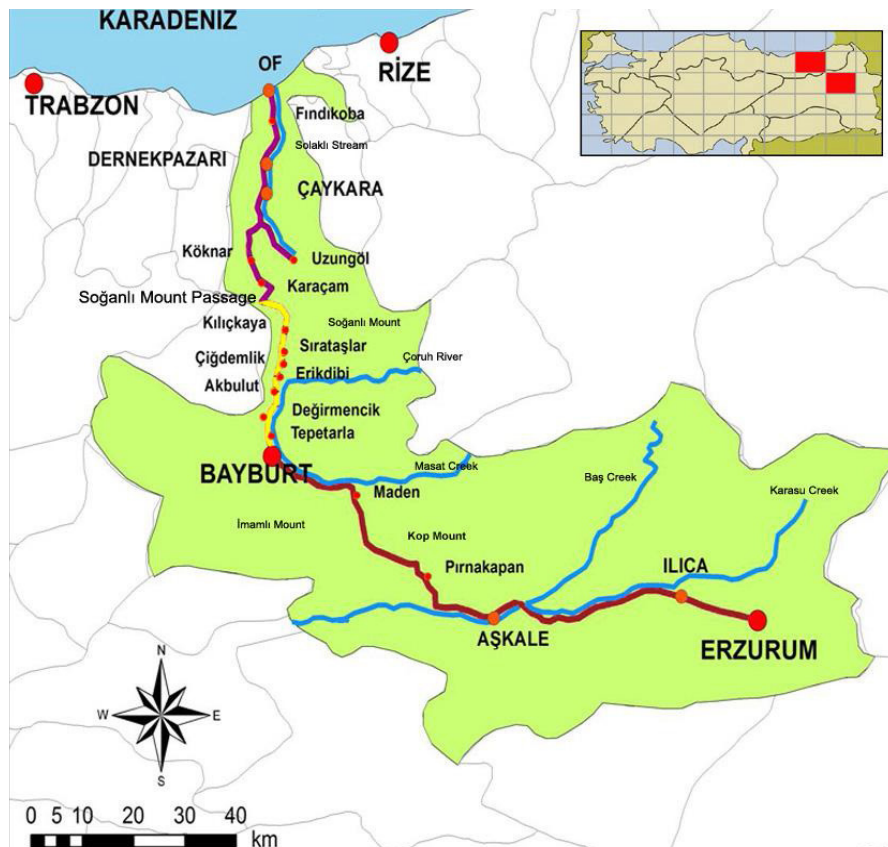 KARADENİZ
OF
RİZE
TRABZON
Fındıkoba
Solaklı Stream
DERNEKPAZARI
ÇAYKARA
Köknar
Uzungöl
Karaçam
Soğanlı Mount Passage
Kılıçkaya
Soğanlı Mount
Sırataşlar
Çiğdemlik
Çoruh River
Erikdibi
Akbulut
Değirmencik
Tepetarla
BAYBURT
Masat Creek
Maden
Baş Creek
Karasu Creek
İmamlı Mount
Kop Mount
Pırnakapan
ILICA
AŞKALE
ERZURUM
N
W
E
S
0 5 10 20 30 40
km